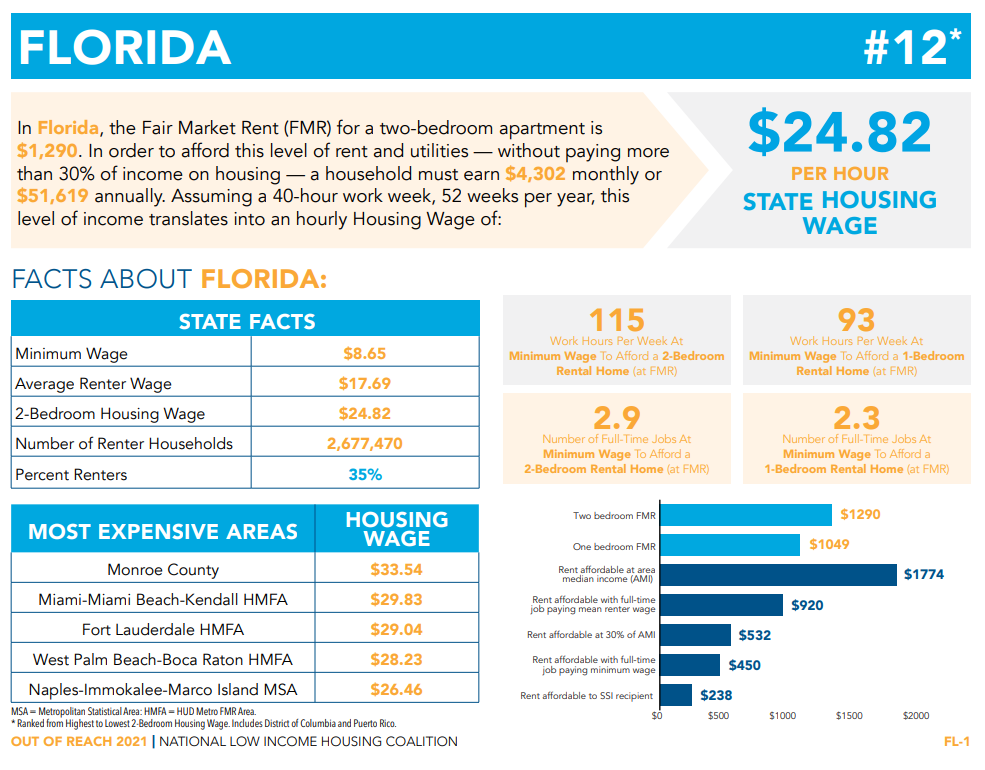 FLORIDA #12*
In Florida, the Fair Market Rent (FMR) for a two-bedroom apartment is
$1,290. In order to afford this level of rent and utilities — without paying more
than 30% of income on housing — a household must earn $4,302 monthly or
$51,619 annually. Assuming a 40-hour work week, 52 weeks per year, this
level of income translates into an hourly Housing Wage of:
$24.82
PER HOUR
STATE HOUSING
WAGE
FACTS ABOUT FLORIDA:
STATE FACTS
Minimum Wage $8.65
Average Renter Wage $17.69
2-Bedroom Housing Wage $24.82
Number of Renter Households 2,677,470
Percent Renters 35%
MOST EXPENSIVE AREAS HOUSING
WAGE
Monroe County $33.54
Miami-Miami Beach-Kendall HMFA $29.83
Fort Lauderdale HMFA $29.04
West Palm Beach-Boca Raton HMFA $28.23
Naples-Immokalee-Marco Island MSA $26.46
MSA = Metropolitan Statistical Area: HMFA = HUD Metro FMR Area.
* Ranked from Highest to Lowest 2-Bedroom Housing Wage. Includes District of Columbia and Puerto Rico.
115
Work Hours Per Week At
Minimum Wage To Afford a 2-Bedroom
Rental Home (at FMR)
93
Work Hours Per Week At
Minimum Wage To Afford a 1-Bedroom
Rental Home (at FMR)
2.9
Number of Full-Time Jobs At
Minimum Wage To Afford a
2-Bedroom Rental Home (at FMR)
2.3
Number of Full-Time Jobs At
Minimum Wage To Afford a
1-Bedroom Rental Home (at FMR)
Two bedroom FMR $1290
One bedroom FMR $1049
Rent affordable at area
median income (AMI) $1774
Rent affordable with full-time
job paying mean renter wage $920
Rent affordable at 30% of AMI $532
Rent affordable with full-time
job paying minimum wage $450
Rent affordable to SSI recipient $238
$0 $500 $1000 $1500 $2000
OUT OF REACH 2021 | NATIONAL LOW INCOME HOUSING COALITION FL-1